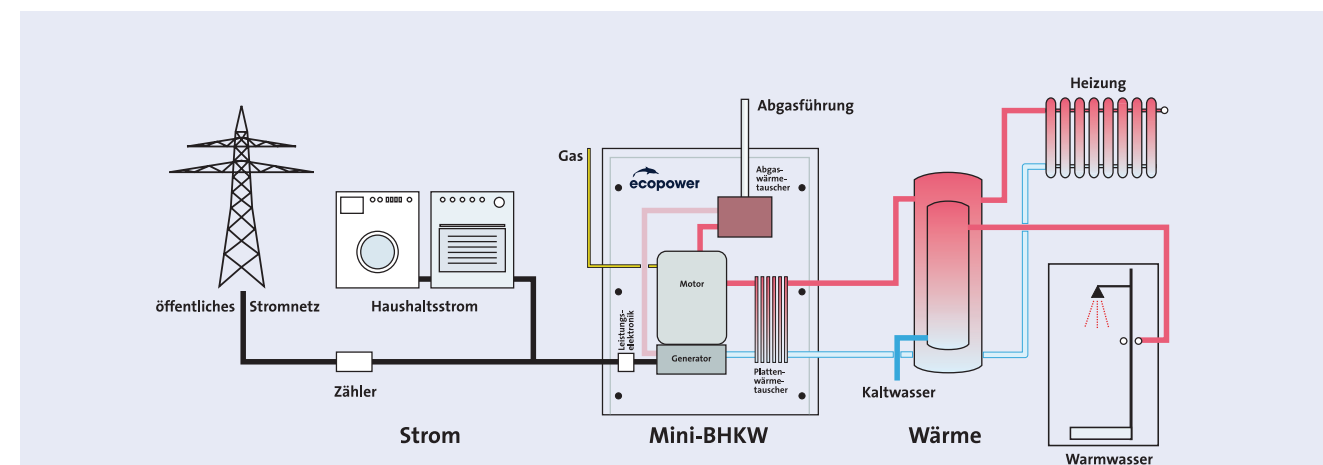 Heizung
Abgasführung
Gas
ecopower
Abgas-
wärme-
tauscher
Motor
öffentliches Stromnetz
Haushaltsstrom
Leistungs-
elektronik
Generator
Platten-
wärme-
tauscher
Zähler
Kaltwasser
Strom
Mini-BHKW
Wärme
Warmwasser